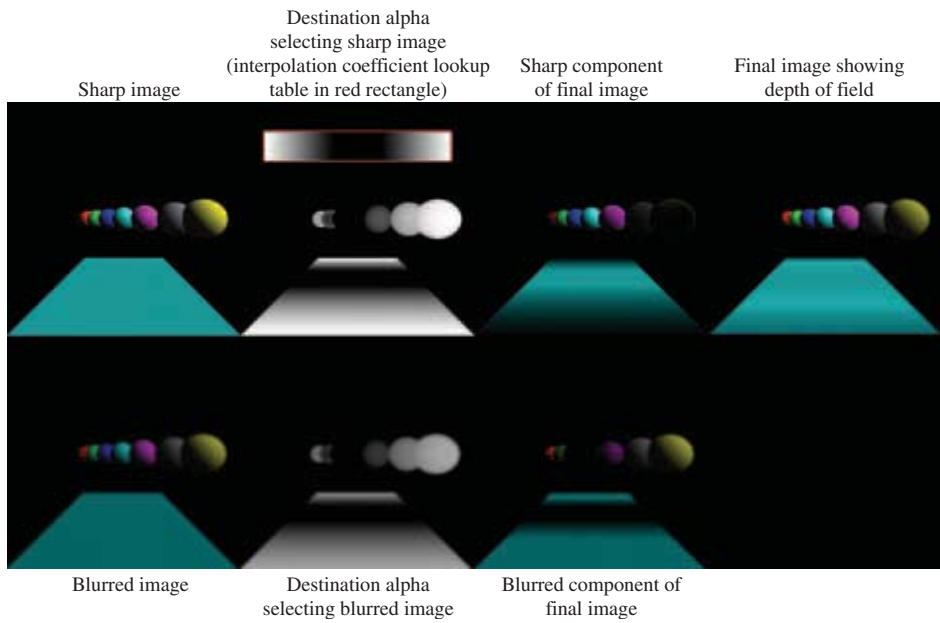 Sharp image
Destination alpha
selecting sharp image
(interpolation coefficient lookup
table in red rectangle)
Sharp component
of final image
Final image showing
depth of field
Blurred image
Destination alpha
selecting blurred image
Blurred component of
final image